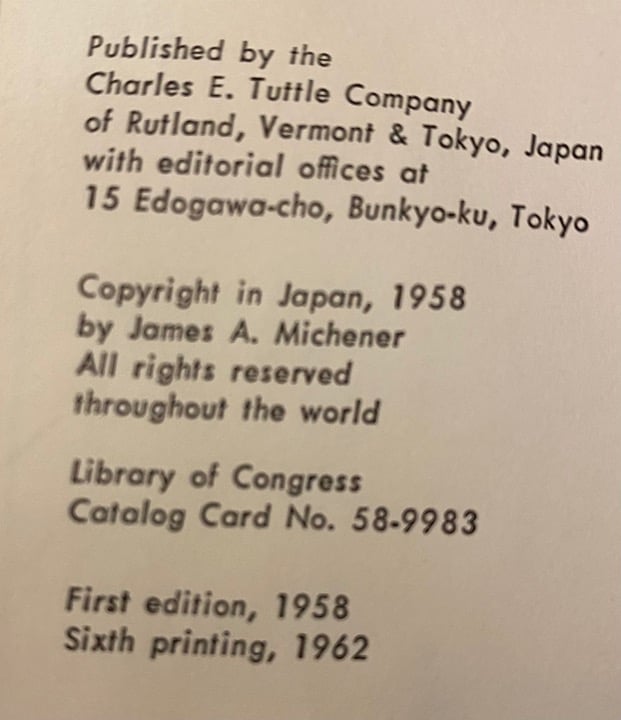 Published by the
Charles E. Tuttle Company
of Rutland, Vermont & Tokyo, Japan
with editorial offices at
15 Edogawa-cho, Bunkyo-ku, Tokyo
Copyright in Japan, 1958
by James A. Michener
All rights reserved
throughout the world
Library of Congress
Catalog Card No. 58-9983
First edition, 1958
Sixth printing, 1962